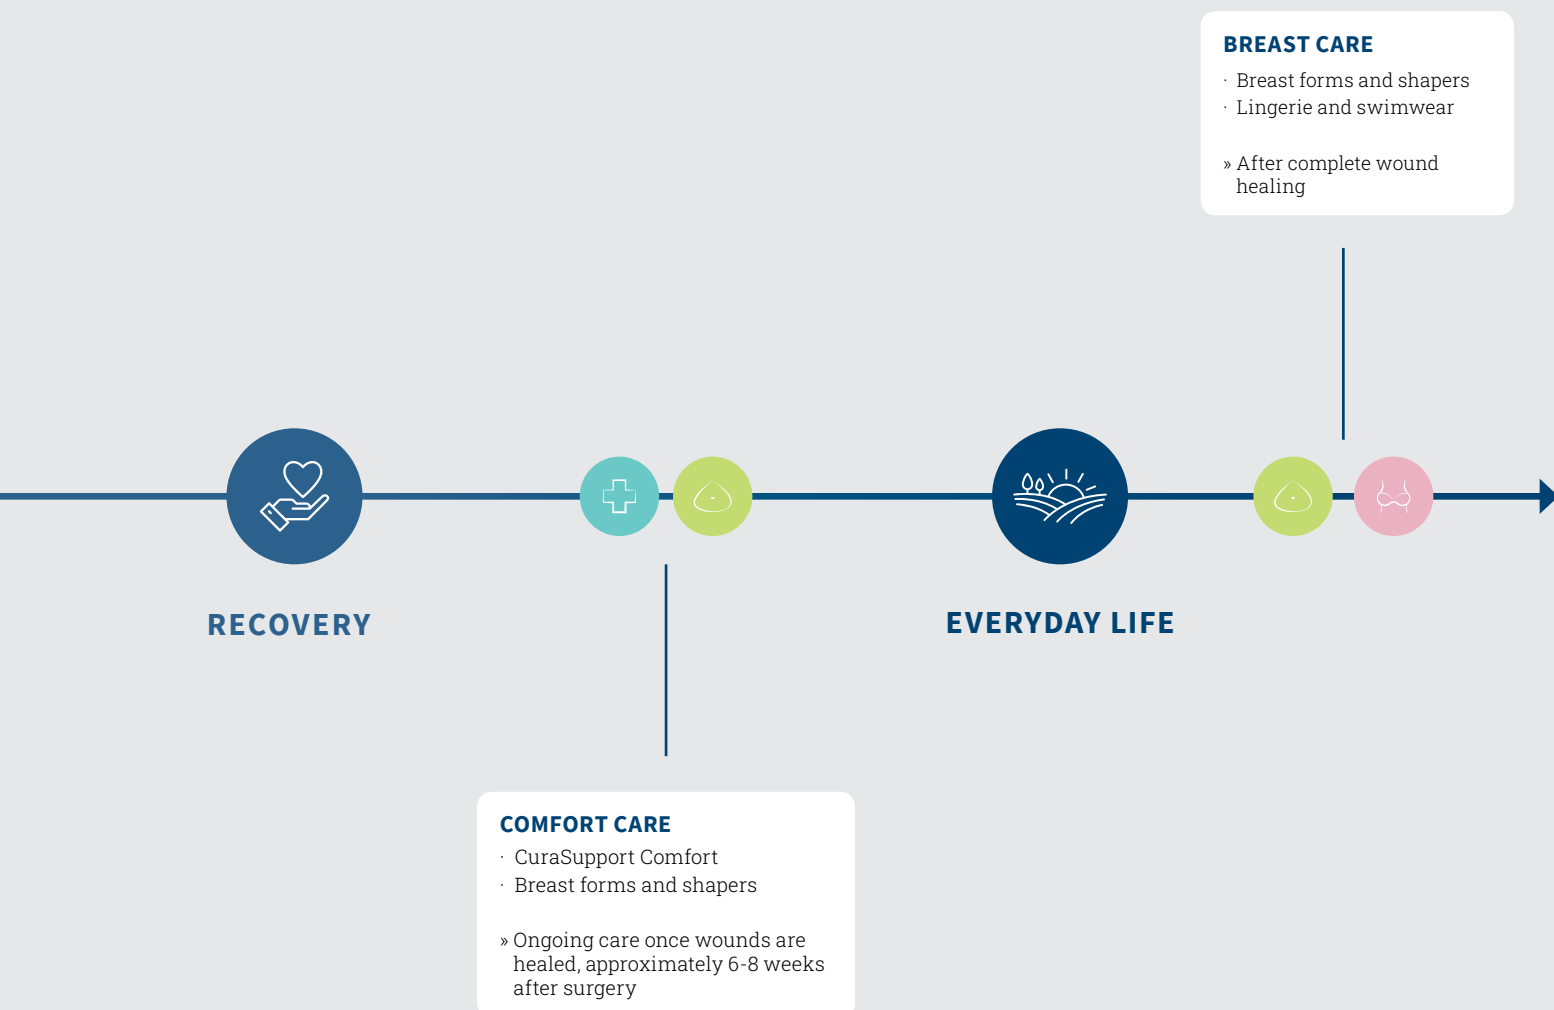 BREAST CARE
· Breast forms and shapers
· Lingerie and swimwear
» After complete wound
healing
RECOVERY
EVERYDAY LIFE
COMFORT CARE
· CuraSupport Comfort
· Breast forms and shapers
» Ongoing care once wounds are
healed, approximately 6-8 weeks
after surgery